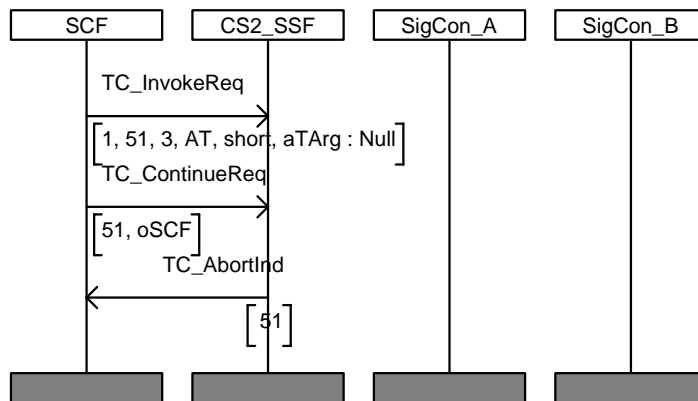 SCF CS2_SSF SigCon_A SigCon_B
TC_InvokeReq
1, 51, 3, AT, short, aTArg : Null
TC_ContinueReq
51, oSCF
TC_AbortInd
51